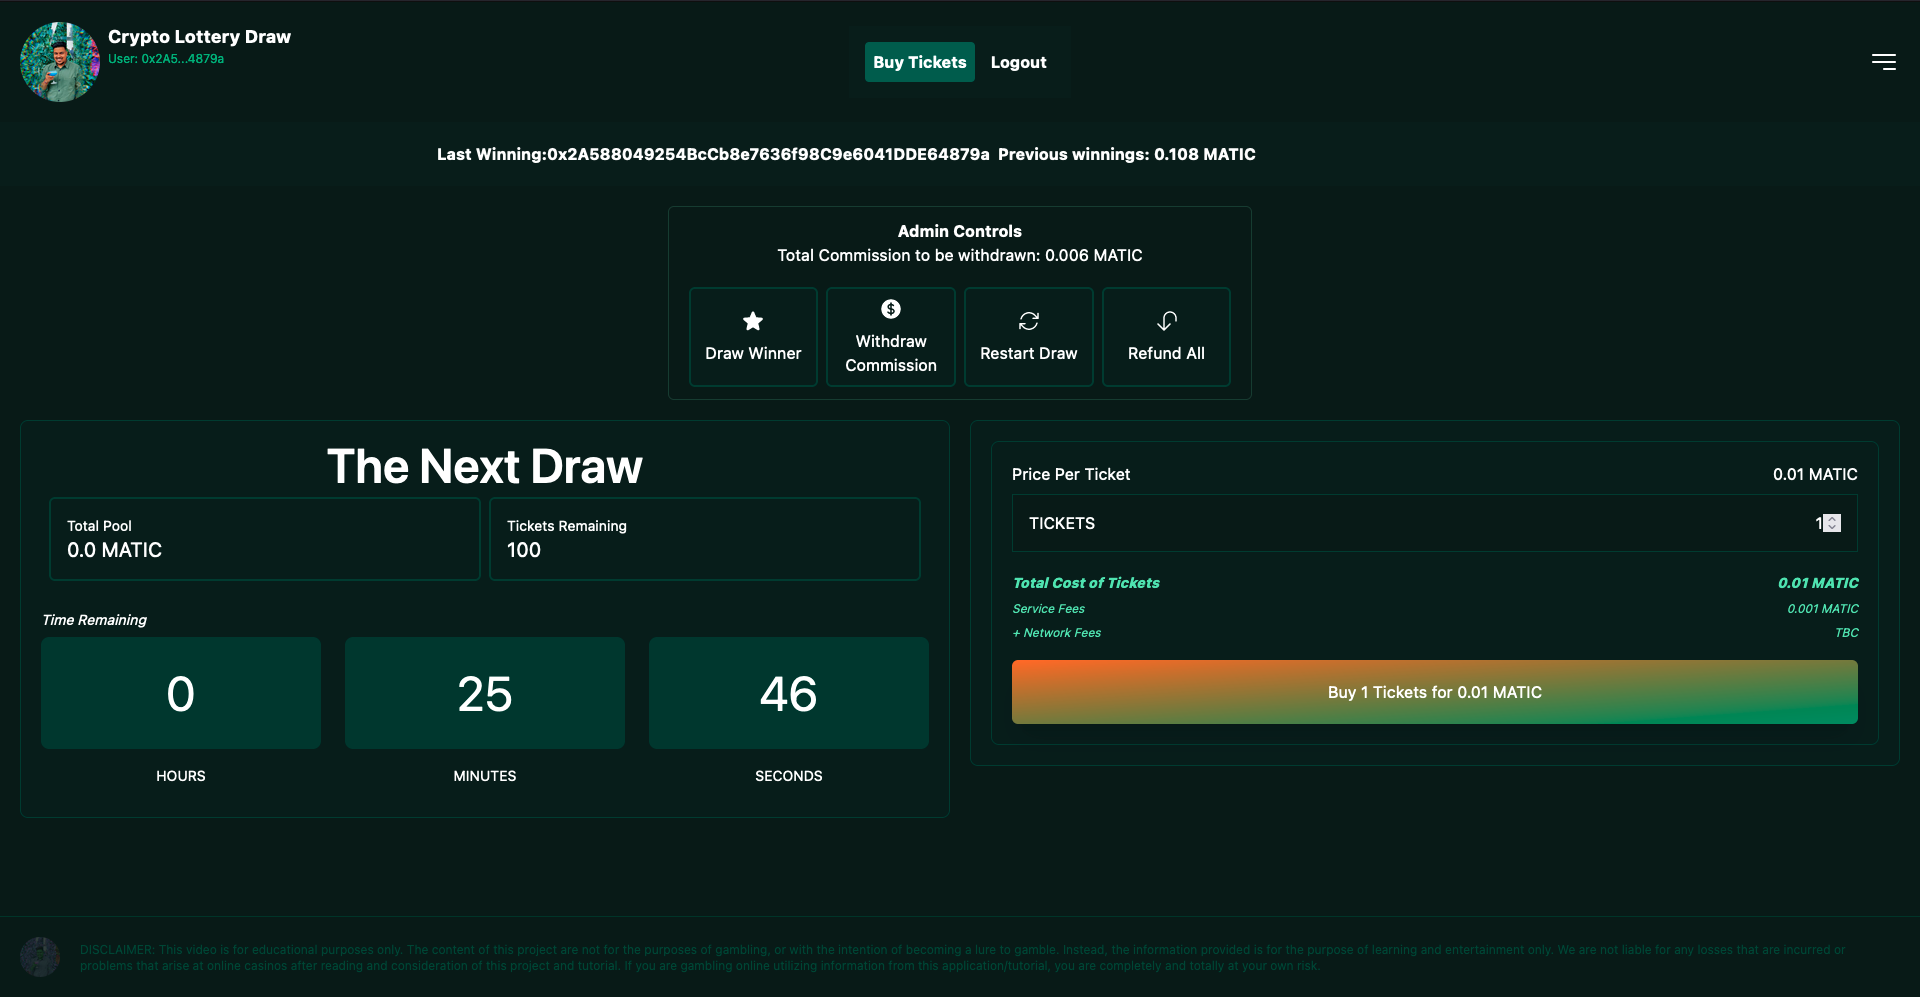 Crypto Lottery Draw
User: 0x2A5...4879a
Buy Tickets
Logout
Last Winning:0x2A588049254BcCb8e7636f98C9e6041DDE64879a Previous winnings: 0.108 MATIC
Admin Controls
Total Commission to be withdrawn: 0.006 MATIC
Draw Winner
Withdraw
Commission
Restart Draw
Refund All
The Next Draw
Total Pool
0.0 MATIC
Tickets Remaining
100
Time Remaining
0
25
46
HOURS
MINUTES
SECONDS
Price Per Ticket
0.01 MATIC
TICKETS
1
Total Cost of Tickets
0.01 MATIC
Service Fees
0.001 MATIC
+ Network Fees
TBC
Buy 1 Tickets for 0.01 MATIC
DISCLAIMER: This video is for educational purposes only. The content of this project are not for the purposes of gambling, or with the intention of becoming a lure to gamble. Instead, the information provided is for the purpose of learning and entertainment only. We are not liable for any losses that are incurred or
problems that arise at online casinos after reading and consideration of this project and tutorial. If you are gambling online utilizing information from this application/tutorial, you are completely and totally at your own risk.